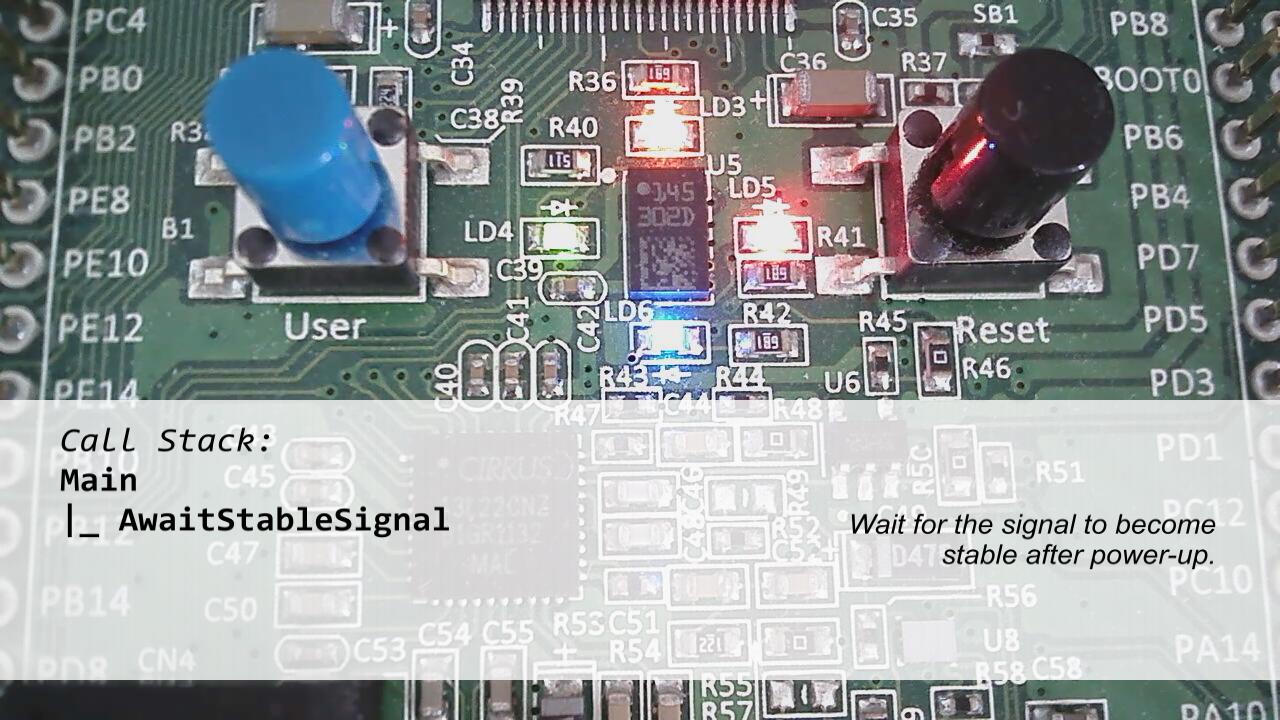 PC4
C34
C35
SB1
PB8
PB0
R39
R36
C36
R37
BOOT0
LD3
PB2
C38
R40
U5
PB6
PE8
LD5
PB4
B1
LD4
R41
PE10
C39
PD7
User
C41
C42
LD6
R42
R45
Reset
PE12
PD5
C40
R43
R44
U6
R46
PE14
PD3
R47
C44
R48
Call Stack:
Main
|_ AwaitStableSignal
Wait for the signal to become
stable after power-up.
C45
R49
R51
PD1
C47
R52
PC12
PC10
PB14
C50
R56
C54
C55
R53
C51
R54
U8
PA14
PD8
CN4
C53
R58
C58
R55
R57
PA10